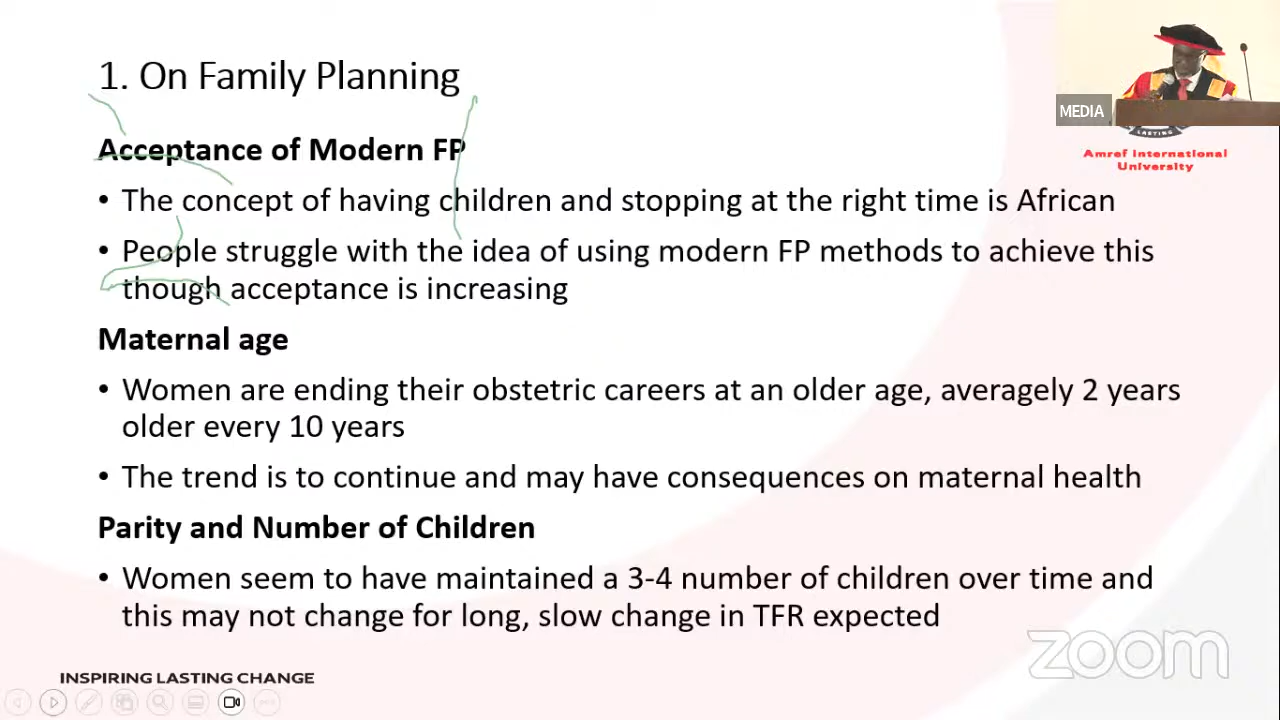 1. On Family Planning
MEDIA
LASTING
Amref International
University
Acceptance of Modern FP
• The concept of having children and stopping at the right time is African
• People struggle with the idea of using modern FP methods to achieve this
though acceptance is increasing
Maternal age
• Women are ending their obstetric careers at an older age, averagely 2 years
older every 10 years
• The trend is to continue and may have consequences on maternal health
Parity and Number of Children
• Women seem to have maintained a 3-4 number of children over time and
this may not change for long, slow change in TFR expected
zoom
INSPIRING LASTING CHANGE